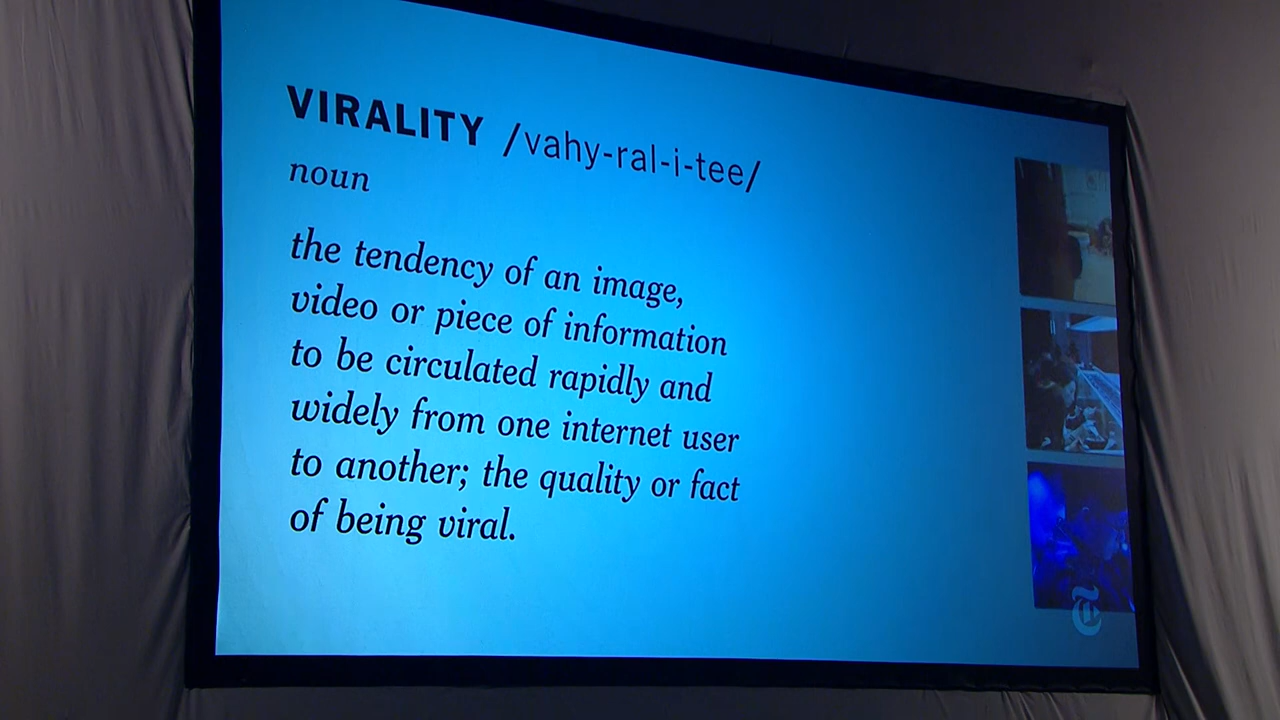 VIRALITY /vahy-ral-i-tee/
noun
the tendency of an image,
video or piece of information
to be circulated rapidly and
widely from one internet user
to another; the quality or fact
of being viral.
T